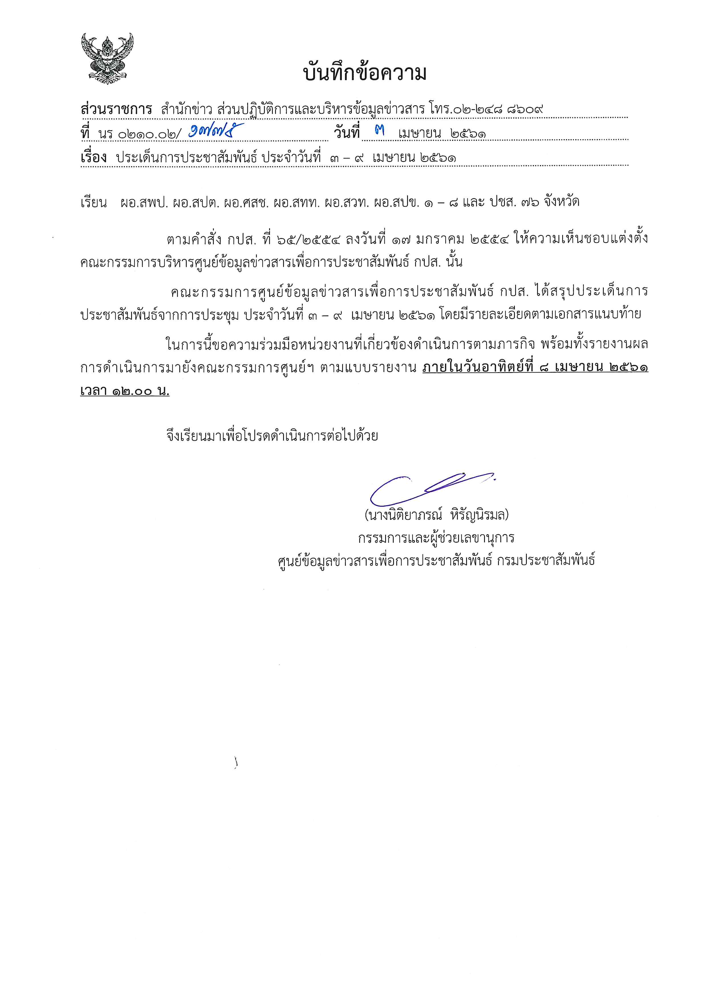 บันทึกข้อความ
ส่วนราชการ สำนักข่าว ส่วนปฏิบัติการและบริหารข้อมูลข่าวสาร โทร.๐๒-๒๔๘ ๘๖๐๙
ที่ นร ๐๒๑๐.๐๒/ ๑๗๗๕ วันที่ ๓ เมษายน ๒๕๖๑
เรื่อง ประเด็นการประชาสัมพันธ์ ประจำวันที่ ๓ – ๙ เมษายน ๒๕๖๑
เรียน ผอ.สพป. ผอ.สปต. ผอ.ศสช. ผอ.สทท. ผอ.สวท. ผอ.สปข. ๑ – ๘ และ ปชส. ๗๖ จังหวัด
ตามคำสั่ง กปส. ที่ ๖๕/๒๕๕๔ ลงวันที่ ๑๗ มกราคม ๒๕๕๔ ให้ความเห็นชอบแต่งตั้ง
คณะกรรมการบริหารศูนย์ข้อมูลข่าวสารเพื่อการประชาสัมพันธ์ กปส. นั้น
คณะกรรมการศูนย์ข้อมูลข่าวสารเพื่อการประชาสัมพันธ์ กปส. ได้สรุปประเด็นการ
ประชาสัมพันธ์จากการประชุม ประจำวันที่ ๓ – ๙ เมษายน ๒๕๖๑ โดยมีรายละเอียดตามเอกสารแนบท้าย
ในการนี้ขอความร่วมมือหน่วยงานที่เกี่ยวข้องดำเนินการตามภารกิจ พร้อมทั้งรายงานผล
การดำเนินการมายังคณะกรรมการศูนย์ฯ ตามแบบรายงาน ภายในวันอาทิตย์ที่ ๘ เมษายน ๒๕๖๑
เวลา ๑๒.๐๐ น.
จึงเรียนมาเพื่อโปรดดำเนินการต่อไปด้วย
(นางนิติยาภรณ์ หิรัญนิรมล)
กรรมการและผู้ช่วยเลขานุการ
ศูนย์ข้อมูลข่าวสารเพื่อการประชาสัมพันธ์ กรมประชาสัมพันธ์